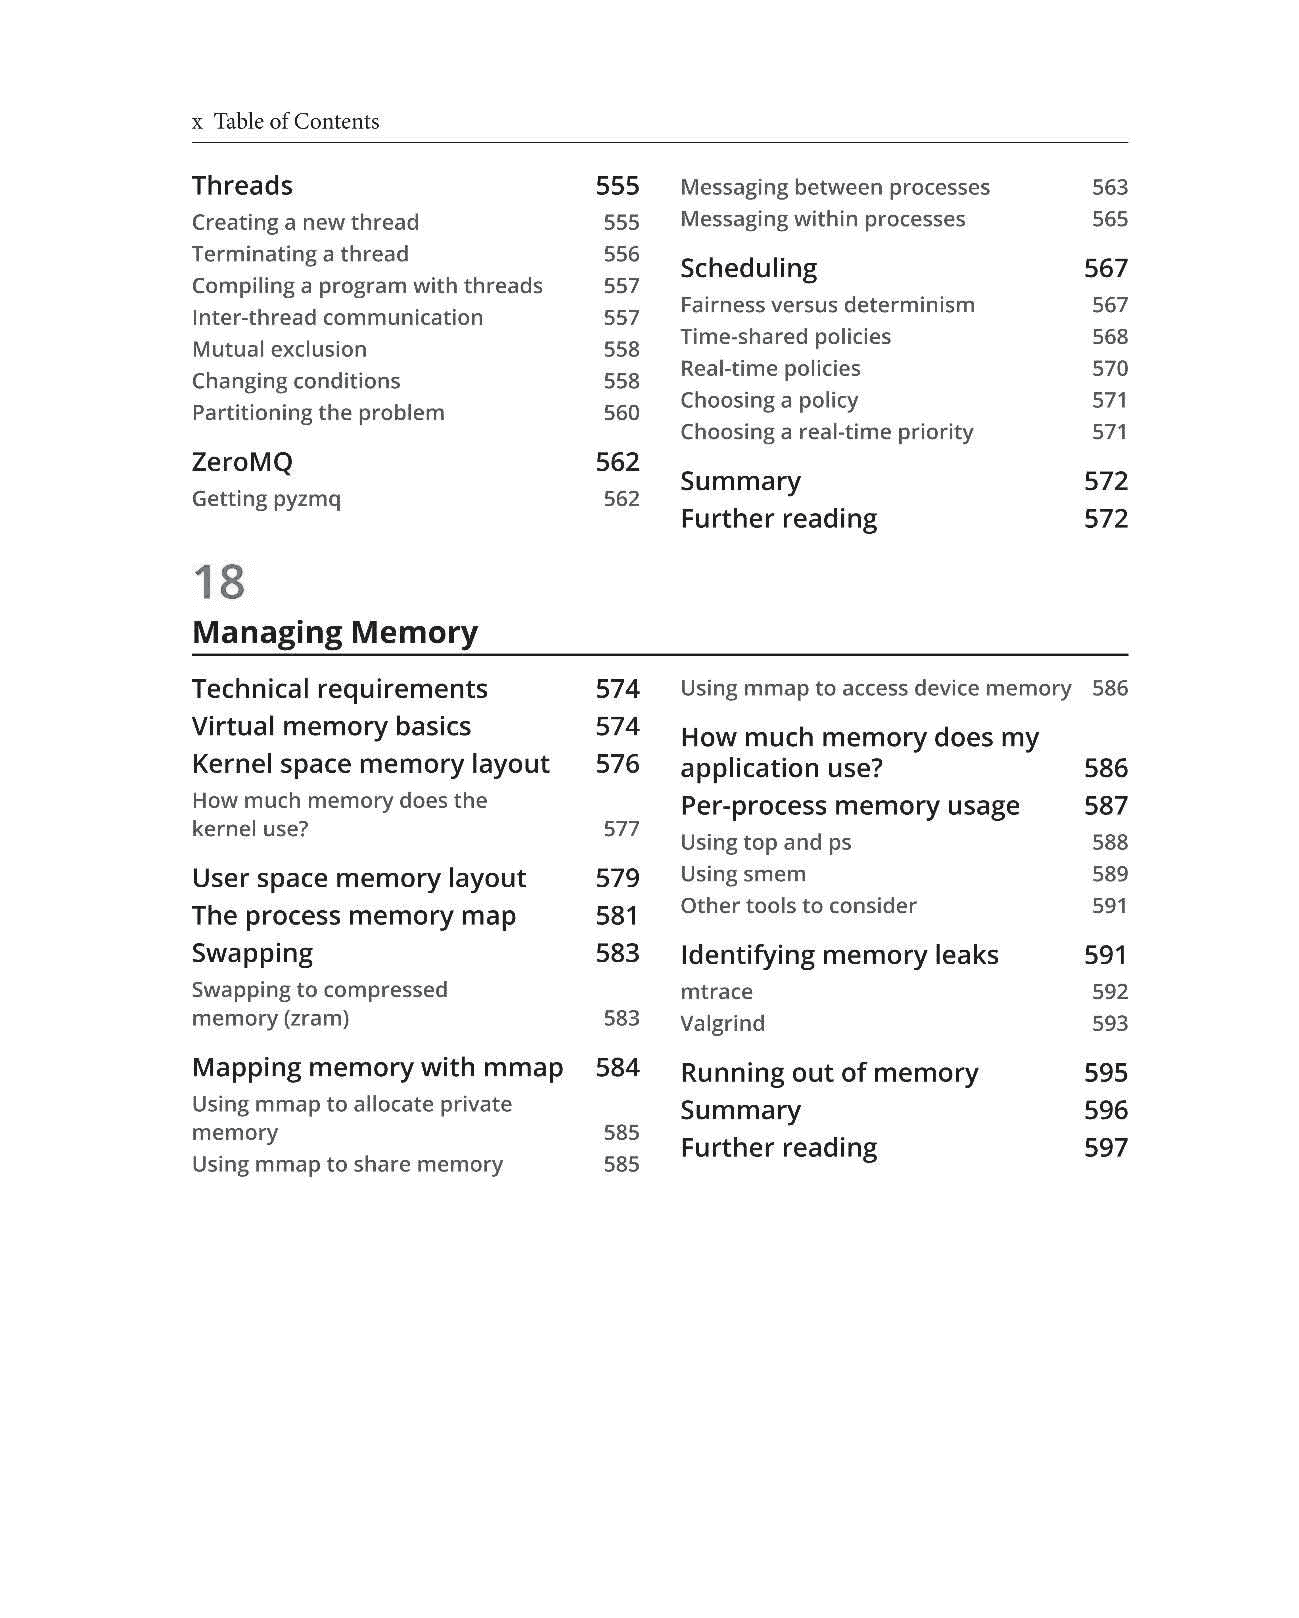 x Table of Contents
Threads 555
Creating a new thread 555
Terminating a thread 556
Compiling a program with threads 557
Inter-thread communication 557
Mutual exclusion 558
Changing conditions 558
Partitioning the problem 560
ZeroMQ 562
Getting pyzmq 562
Messaging between processes 563
Messaging within processes 565
Scheduling 567
Fairness versus determinism 567
Time-shared policies 568
Real-time policies 570
Choosing a policy 571
Choosing a real-time priority 571
Summary 572
Further reading 572
18
Managing Memory
Technical requirements 574
Virtual memory basics 574
Kernel space memory layout 576
How much memory does the
kernel use? 577
User space memory layout 579
The process memory map 581
Swapping 583
Swapping to compressed
memory (zram) 583
Mapping memory with mmap 584
Using mmap to allocate private
memory 585
Using mmap to share memory 585
Using mmap to access device memory 586
How much memory does my
application use? 586
Per-process memory usage 587
Using top and ps 588
Using smem 589
Other tools to consider 591
Identifying memory leaks 591
mtrace 592
Valgrind 593
Running out of memory 595
Summary 596
Further reading 597